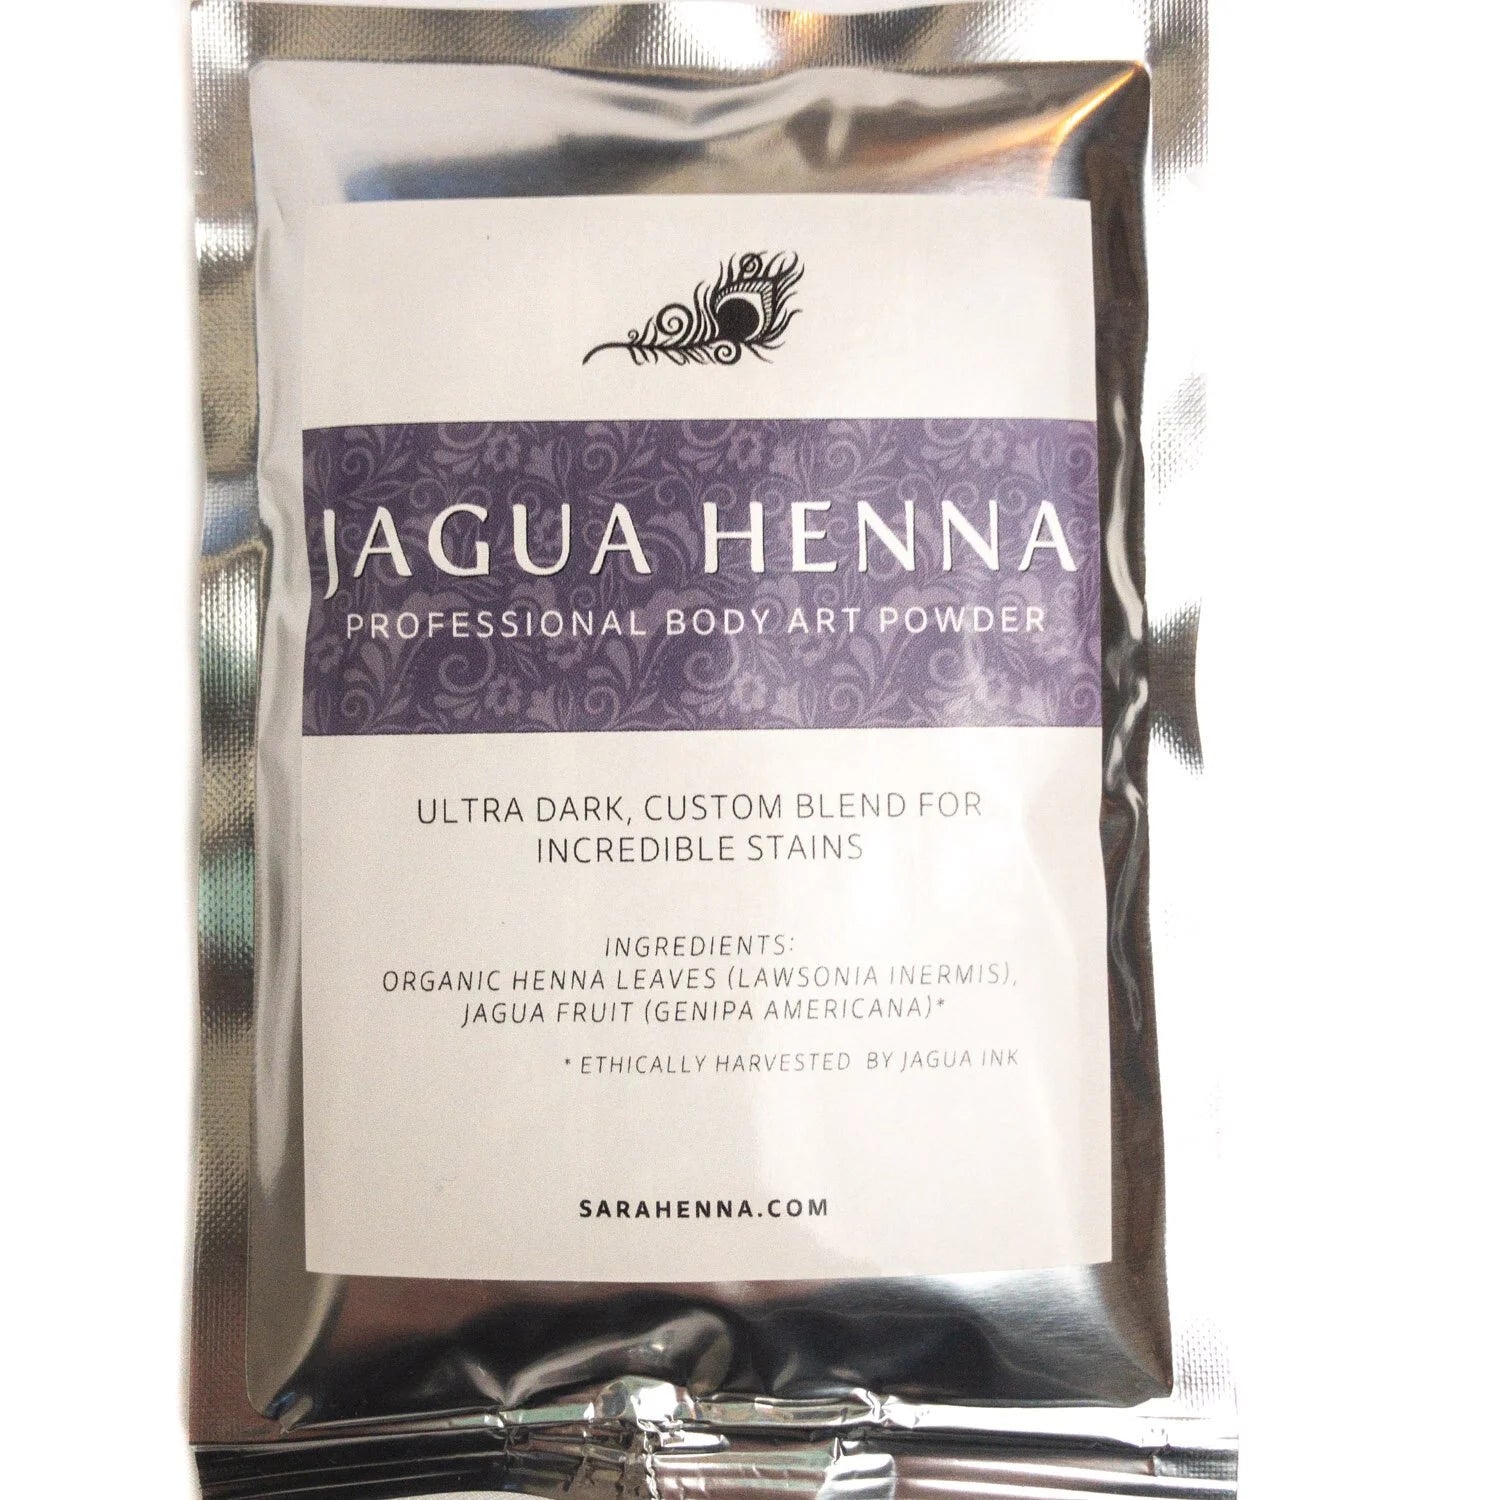 JAGUA HENNA
PROFESSIONAL BODY ART POWDER
ULTRA DARK, CUSTOM BLEND FOR
INCREDIBLE STAINS
INGREDIENTS:
ORGANIC HENNA LEAVES (LAWSONIA INERMIS),
JAGUA FRUIT (GENIPA AMERICANA)*
* ETHICALLY HARVESTED BY JAGUA INK
SARAHENNA.COM